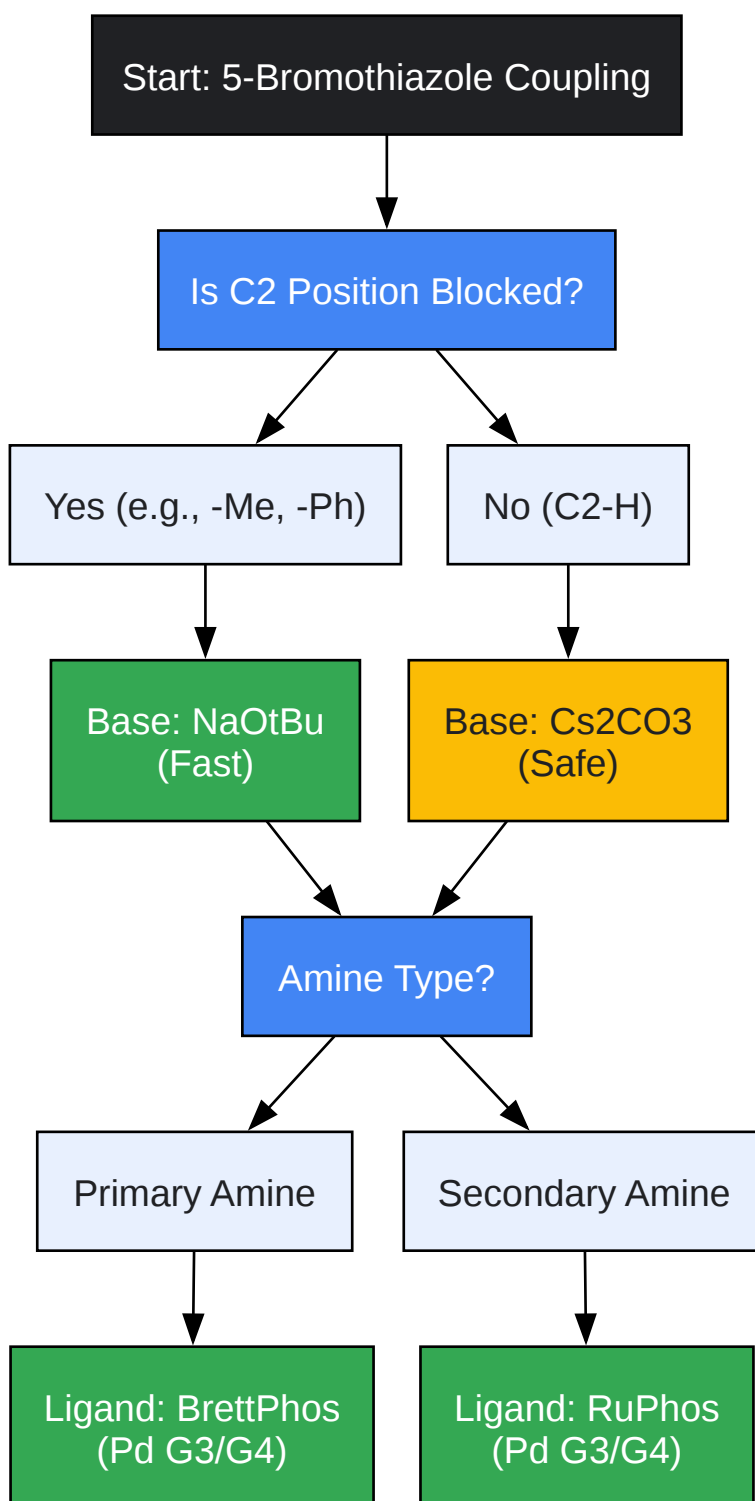 Start: 5-Bromothiazole Coupling
Is C2 Position Blocked?
Yes (e.g., -Me, -Ph)
No (C2-H)
Base: NaOtBu
(Fast)
Base: Cs2CO3
(Safe)
Amine Type?
Primary Amine
Secondary Amine
Ligand: BrettPhos
(Pd G3/G4)
Ligand: RuPhos
(Pd G3/G4)